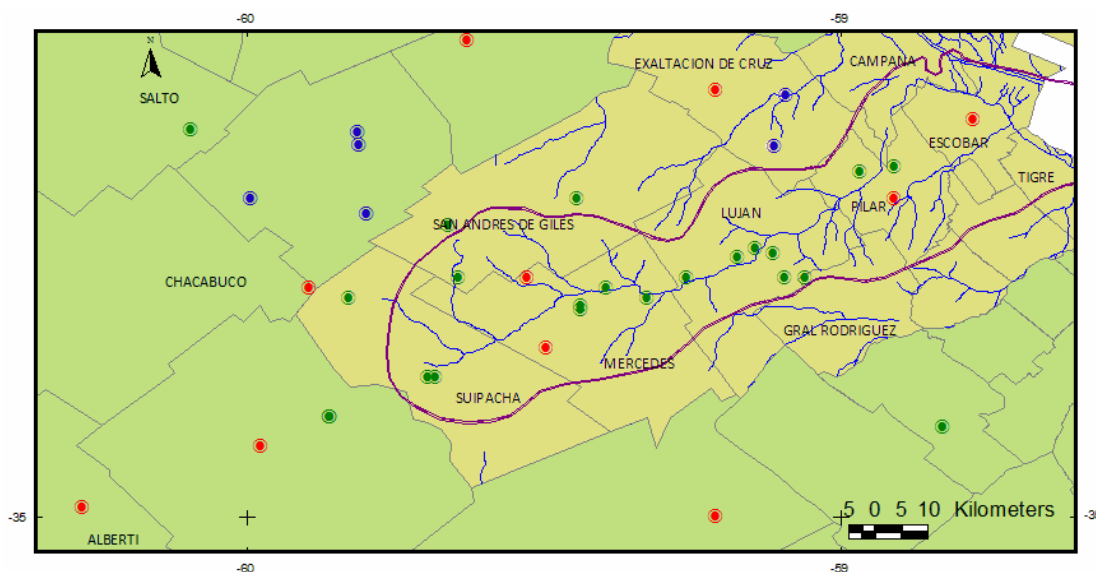 -60 -59
N
EXALTACION DE CRUZ CAMPANA
SALTO
ESCOBAR
TIGRE
PILAR
LUJAN
SAN ANDRES DE GILES
CHACABUCO
GRAL RODRIGUEZ
MERCEDES
SUIPACHA
5 0 5 10 Kilometers
-35
ALBERTI
-60 -59